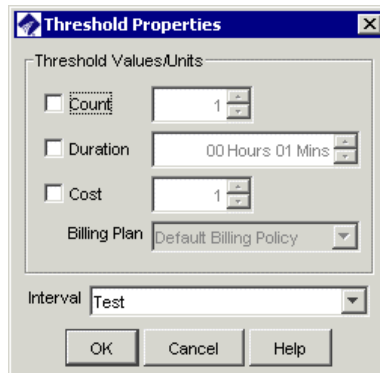 Threshold Properties
Threshold Values/Units
Count 1
Duration 00 Hours 01 Mins
Cost 1
Billing Plan Default Billing Policy
Interval Test
OK Cancel Help